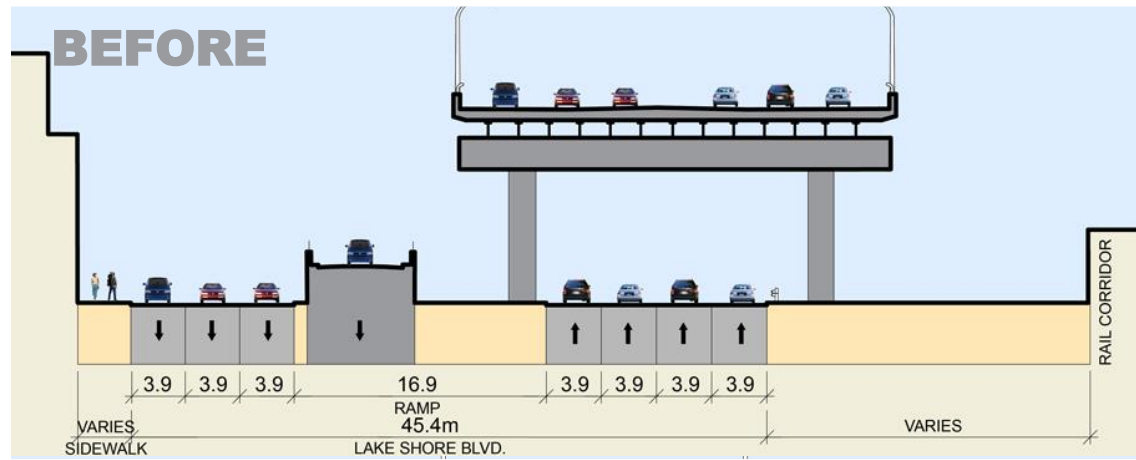 BEFORE
RAIL CORRIDOR
3.9 3.9 3.9 16.9 3.9 3.9 3.9 3.9
RAMP
VARIES 45.4m VARIES
SIDEWALK LAKE SHORE BLVD.